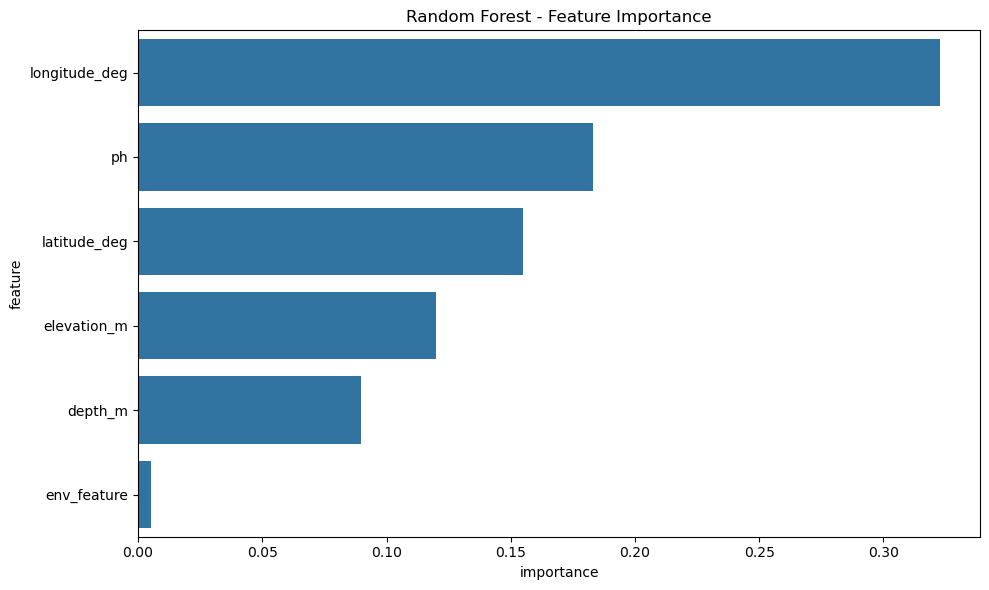 Random Forest - Feature Importance
longitude_deg
ph
latitude_deg
elevation_m
depth_m
env_feature
feature
0.00 0.05 0.10 0.15 0.20 0.25 0.30
importance